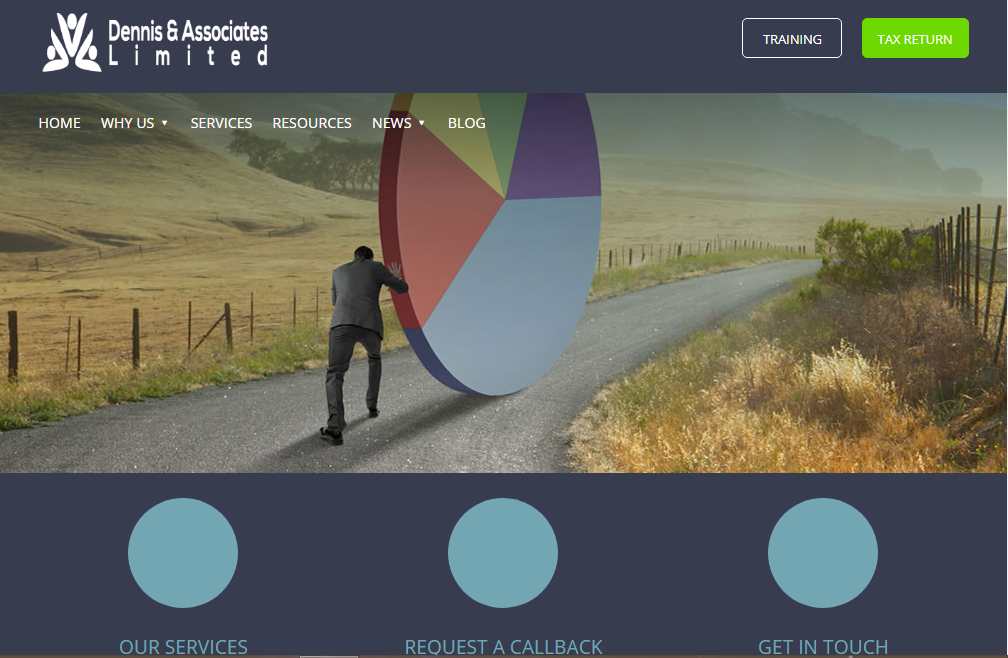 Dennis & Associates
Limited
TRAINING
TAX RETURN
HOME
WHY US
SERVICES
RESOURCES
NEWS
BLOG
OUR SERVICES
REQUEST A CALLBACK
GET IN TOUCH